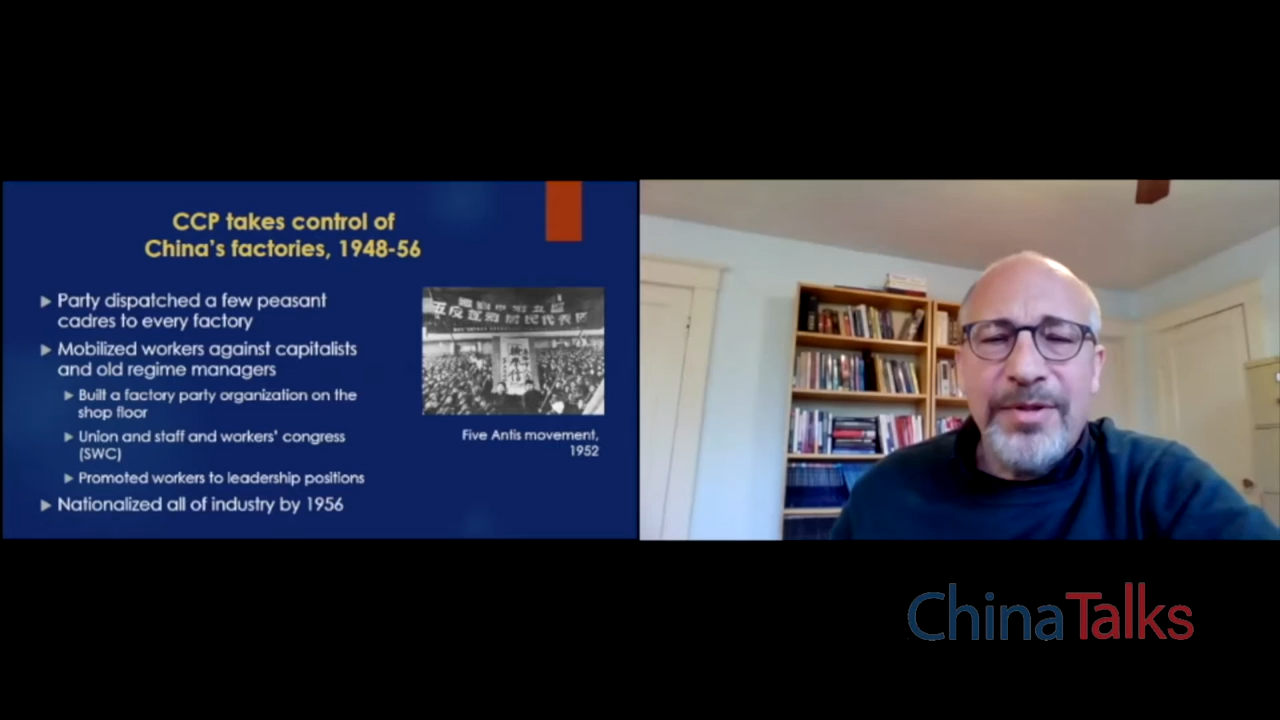 CCP takes control of
China's factories, 1948-56
Party dispatched a few peasant
cadres to every factory
Mobilized workers against capitalists
and old regime managers
Built a factory party organization on the
shop floor
Union and staff and workers' congress
(SWC)
Promoted workers to leadership positions
Nationalized all of industry by 1956
Five Antis movement,
1952
ChinaTalks